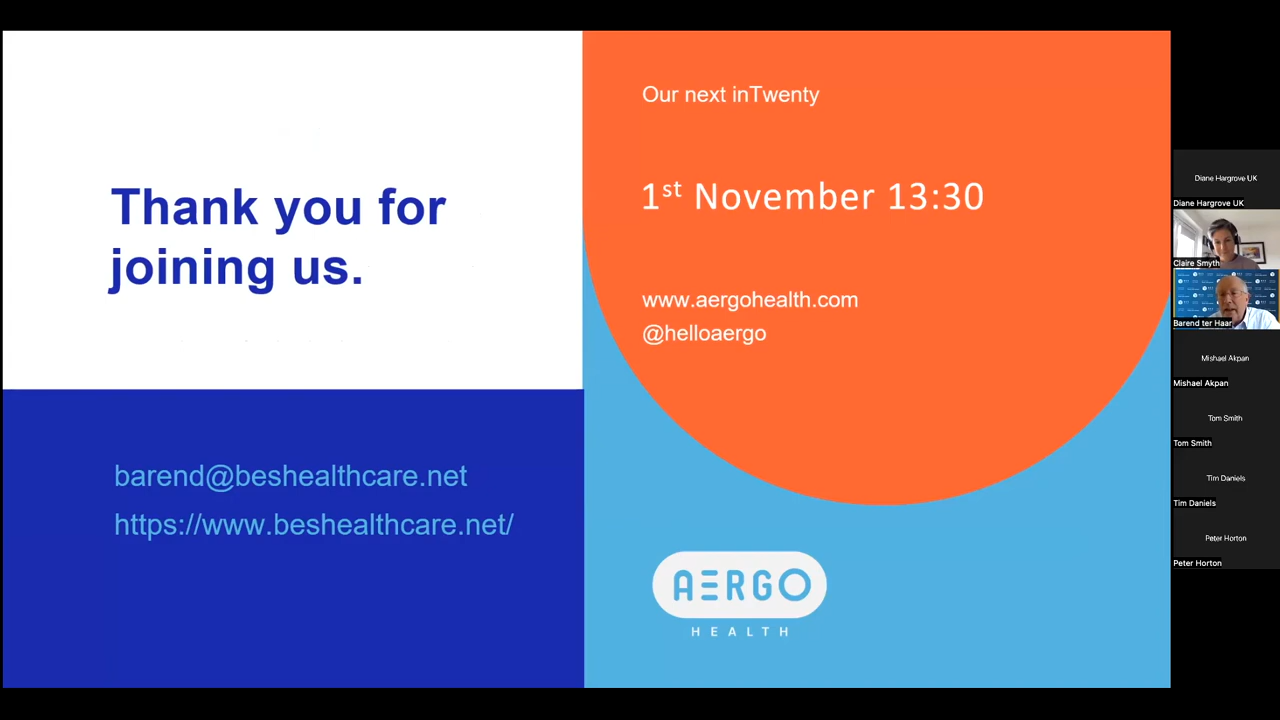 Thank you for
joining us.
barend@beshealthcare.net
https://www.beshealthcare.net/
Our next inTwenty
1st November 13:30
www.aergohealth.com
@helloaergo
AERGO
HEALTH
Diane Hargrove UK
Diane Hargrove UK
Claire Smyth
Barend ter Haar
Mishael Akpan
Mishael Akpan
Tom Smith
Tom Smith
Tim Daniels
Tim Daniels
Peter Horton
Peter Horton